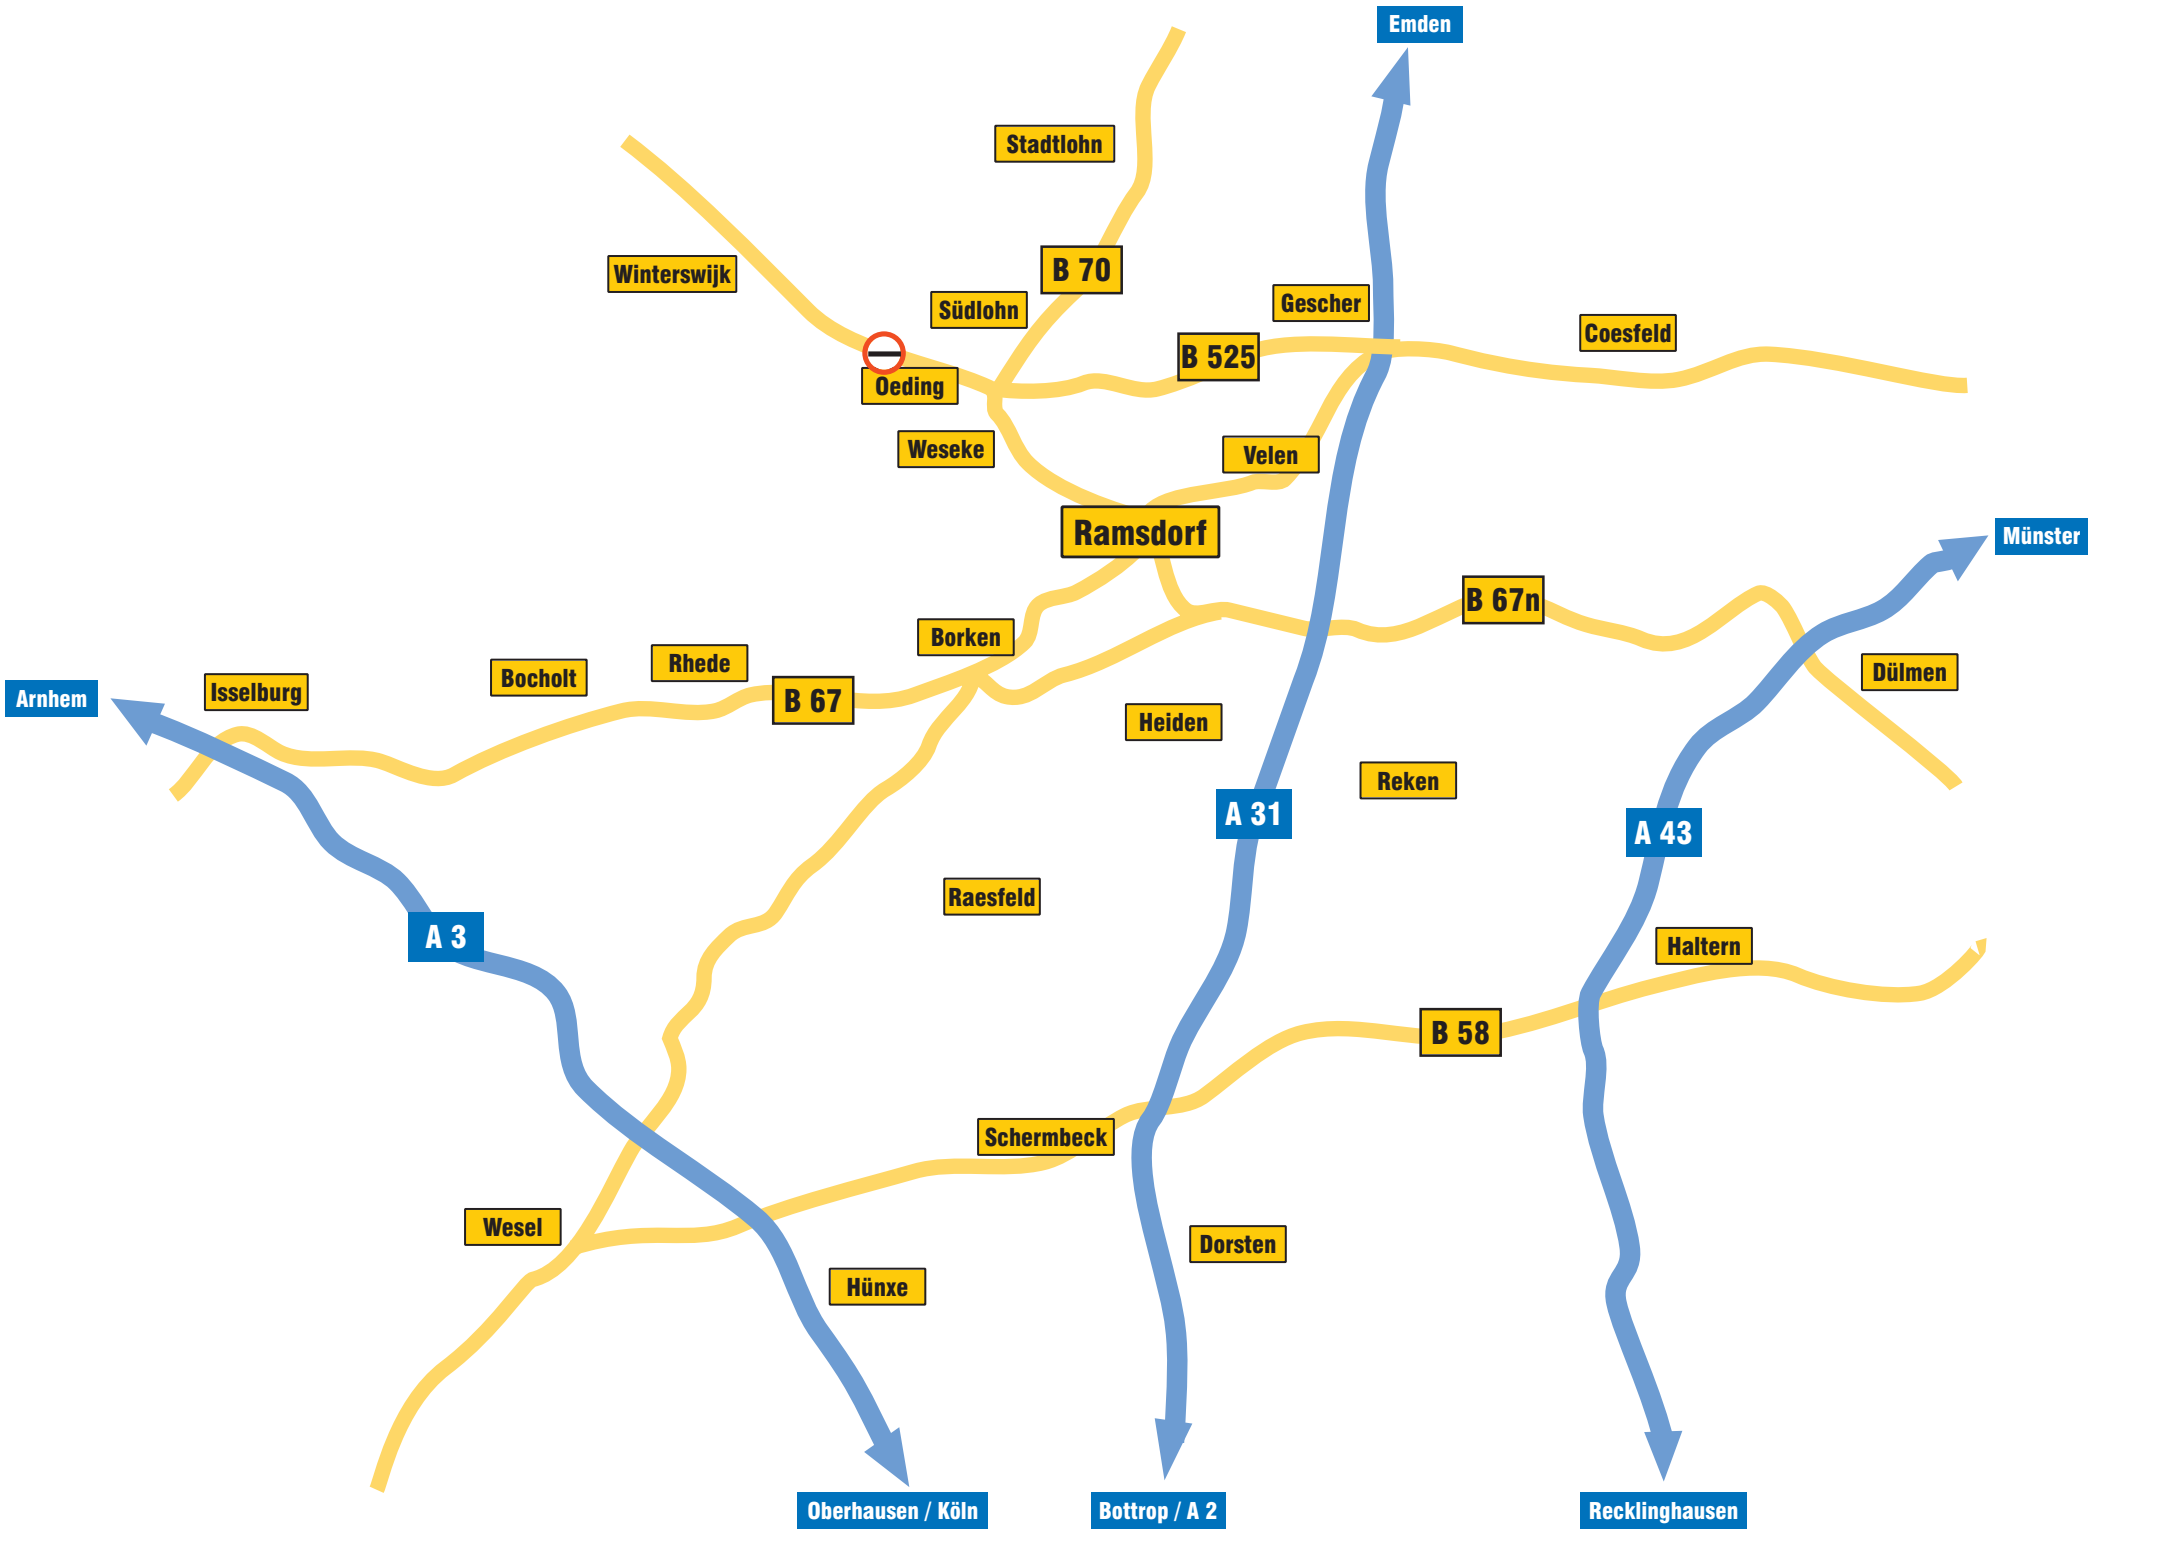 Emden
Stadtlohn
Winterswijk
B 70
Südlohn
Gescher
Coesfeld
B 525
Oeding
Weseke
Velen
Ramsdorf
Münster
B 67n
Borken
Rhede
Bocholt
Dülmen
Isselburg
Arnhem
B 67
Heiden
Reken
A 31
A 43
Raesfeld
A 3
Haltern
B 58
Schermbeck
Wesel
Dorsten
Hünxe
Oberhausen / Köln
Bottrop / A 2
Recklinghausen